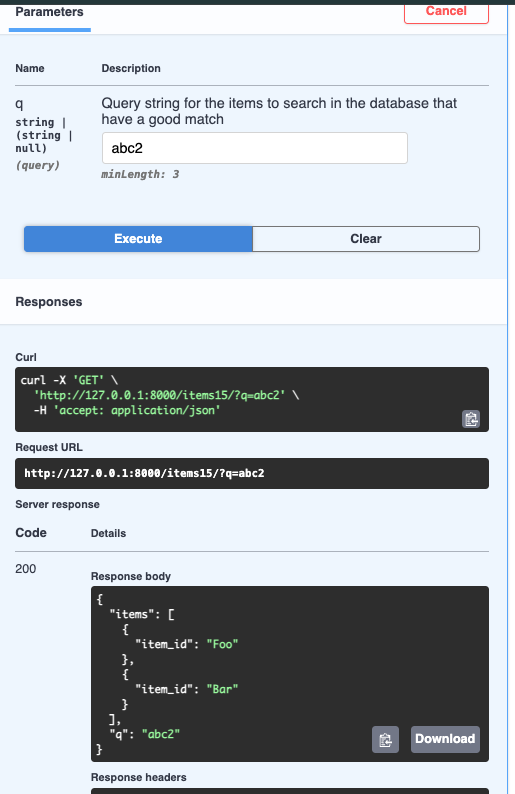 Parameters
Cancel
Name Description
q
string |
(string |
null)
(query)
Query string for the items to search in the database that
have a good match
abc2
minLength: 3
Execute Clear
Responses
Curl
curl -X 'GET' \
  'http://127.0.0.1:8000/items15/?q=abc2' \
  -H 'accept: application/json'
Request URL
http://127.0.0.1:8000/items15/?q=abc2
Server response
Code Details
200
Response body
{
  "items": [
    {
      "item_id": "Foo"
    },
    {
      "item_id": "Bar"
    }
  ],
  "q": "abc2"
}
Download
Response headers